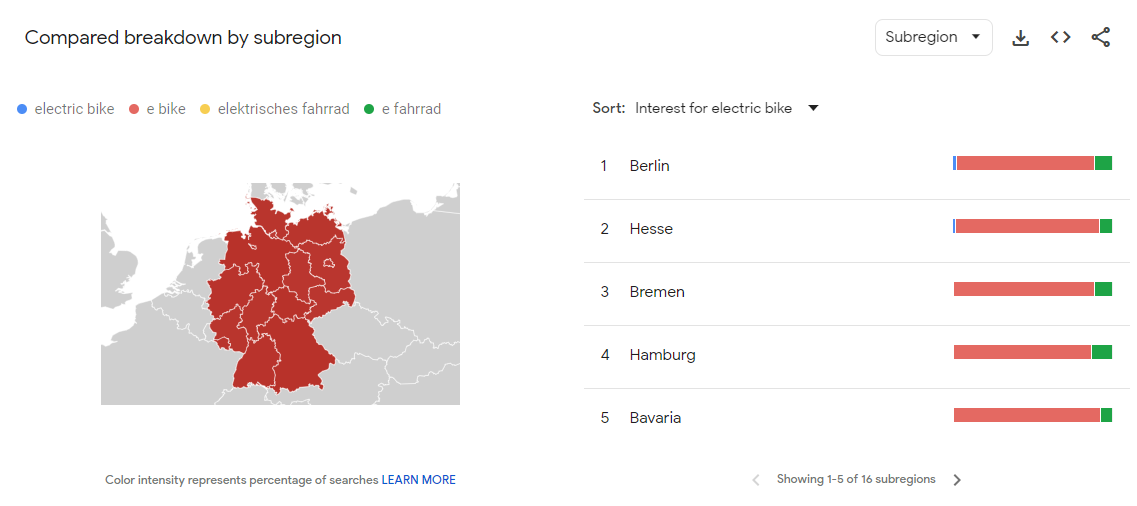 Compared breakdown by subregion
Subregion
electric bike e bike elektrisches fahrrad e fahrrad
Sort: Interest for electric bike
1 Berlin
2 Hesse
3 Bremen
4 Hamburg
5 Bavaria
Color intensity represents percentage of searches LEARN MORE
Showing 1-5 of 16 subregions